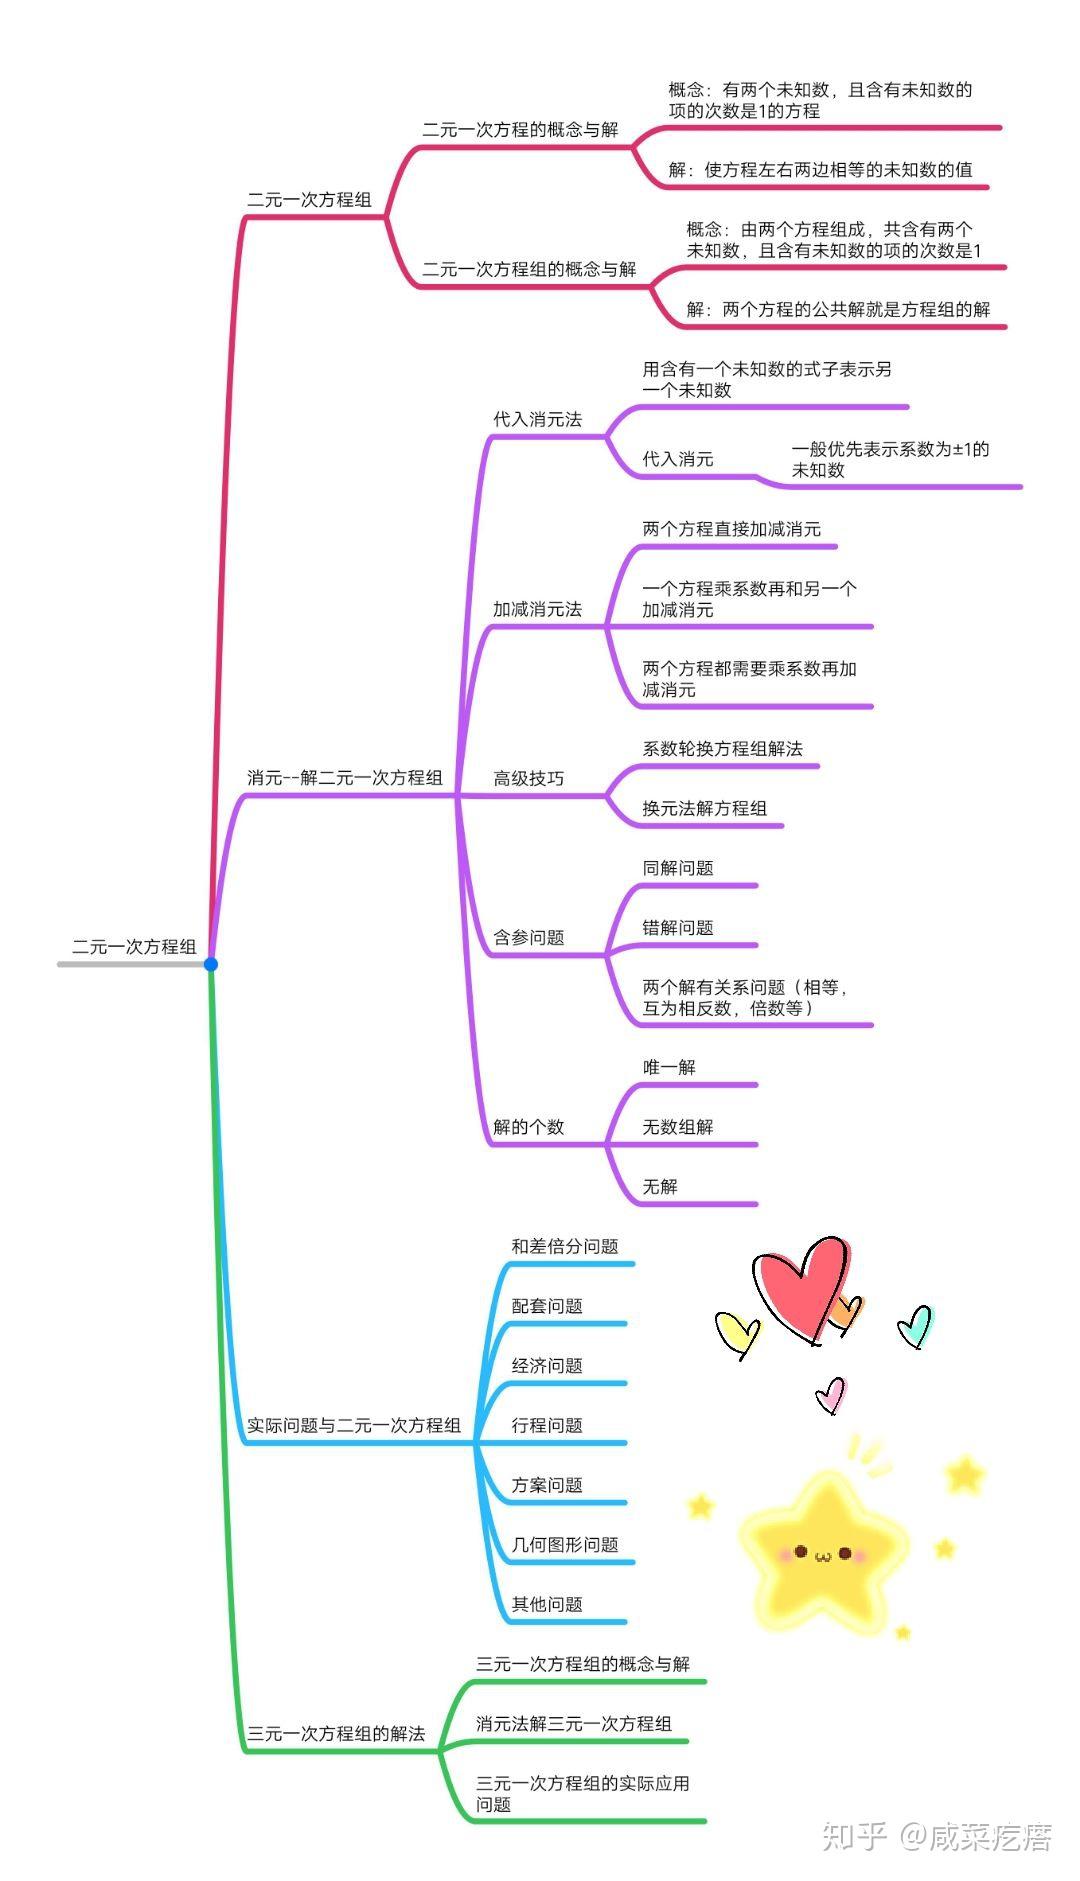 概念：有两个未知数，且含有未知数的
项的次数是1的方程
二元一次方程的概念与解
解：使方程左右两边相等的未知数的值
二元一次方程组
概念：由两个方程组成，共含有两个
未知数，且含有未知数的项的次数是1
二元一次方程组的概念与解
解：两个方程的公共解就是方程组的解
用含有一个未知数的式子表示另
一个未知数
代入消元法
代入消元
一般优先表示系数为±1的
未知数
两个方程直接加减消元
一个方程乘系数再和另一个
加减消元
加减消元法
两个方程都需要乘系数再加
减消元
系数轮换方程组解法
消元--解二元一次方程组
高级技巧
换元法解方程组
同解问题
错解问题
含参问题
二元一次方程组
两个解有关系问题（相等，
互为相反数，倍数等）
唯一解
解的个数
无数组解
无解
和差倍分问题
配套问题
经济问题
实际问题与二元一次方程组
行程问题
方案问题
几何图形问题
其他问题
三元一次方程组的概念与解
三元一次方程组的解法
消元法解三元一次方程组
三元一次方程组的实际应用
问题
知乎 @咸菜疙瘩